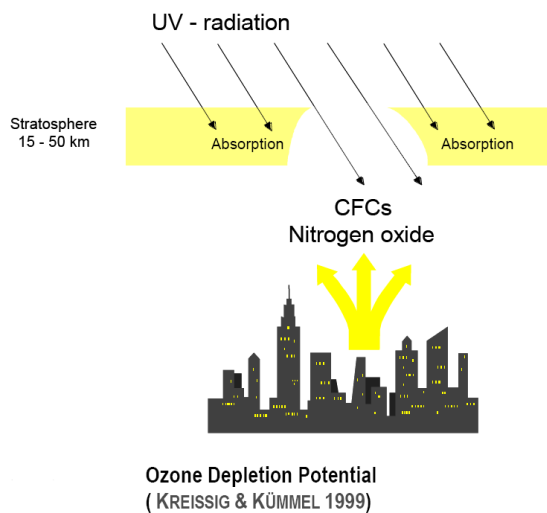 UV - radiation
Stratosphere
15 - 50 km
Absorption
Absorption
CFCs
Nitrogen oxide
Ozone Depletion Potential
( KREISSIG & KÜMMEL 1999)